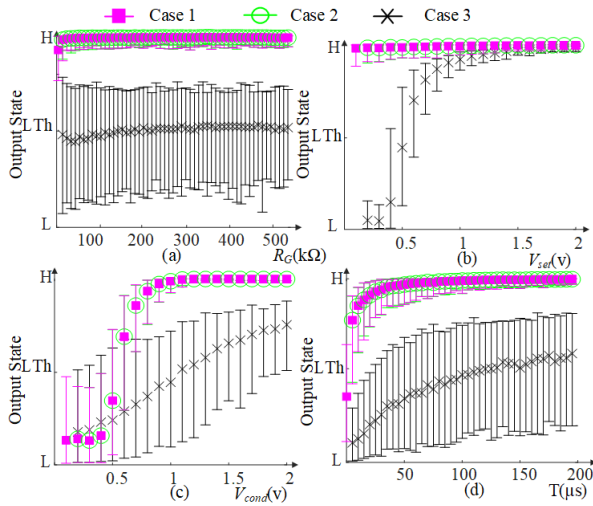 Case 1 Case 2 Case 3
H
LTh
L
Output State
100 200 300 400 500
(a) R_G(kΩ)
H
LTh
L
Output State
0.5 1 1.5 2
(b) V_set(v)
H
LTh
L
Output State
0.5 1.0 1.5 2
(c) V_cond(v)
H
LTh
L
Output State
50 100 150 200
(d) T(µs)